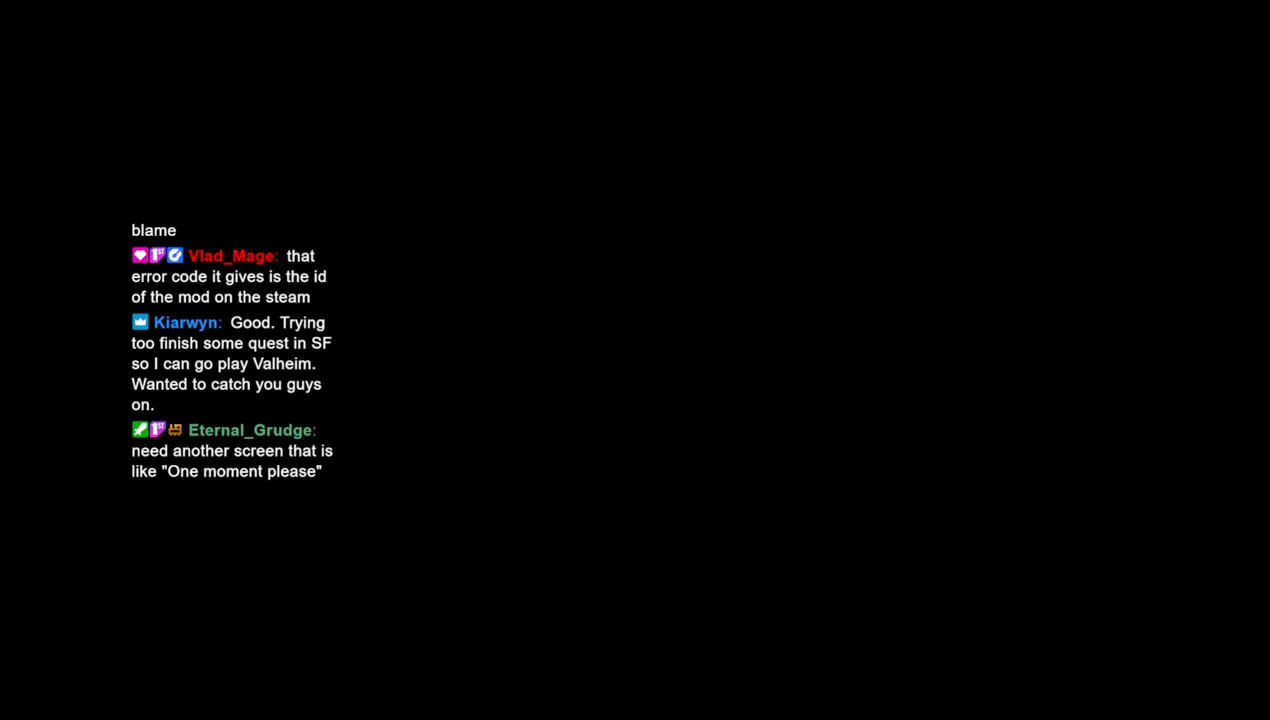 blame
Vlad_Mage: that
error code it gives is the id
of the mod on the steam
Kiarwyn: Good. Trying
too finish some quest in SF
so I can go play Valheim.
Wanted to catch you guys
on.
Eternal_Grudge:
need another screen that is
like "One moment please"